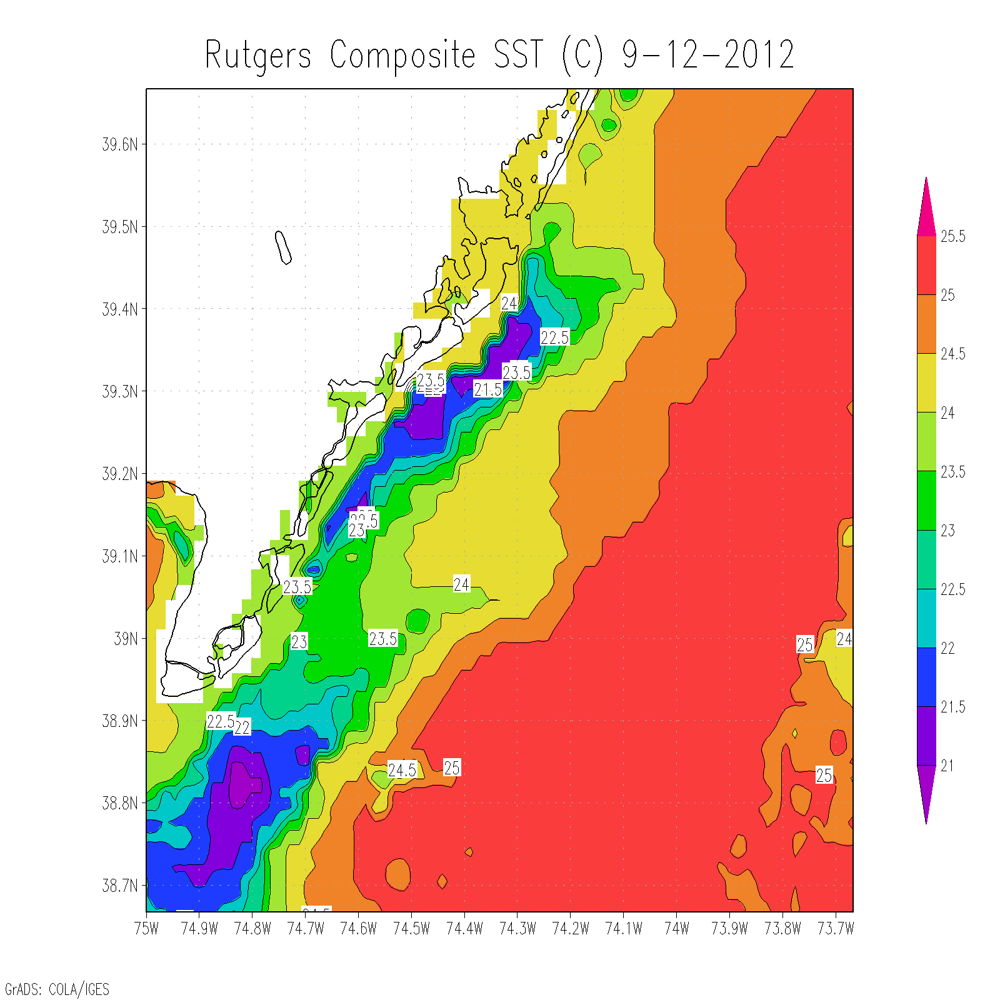 Rutgers Composite SST (C) 9-12-2012
39.6N
39.5N
39.4N
39.3N
39.2N
39.1N
39N
38.9N
38.8N
38.7N
24
22.5
23.5
23.5
21.5
23
24
23.5
23
23.5
25
24
22.5
22
24.5
25
25
75W 74.9W 74.8W 74.7W 74.6W 74.5W 74.4W 74.3W 74.2W 74.1W 74W 73.9W 73.8W 73.7W
25.5
25
24.5
24
23.5
23
22.5
22
21.5
21
GrADS: COLA/IGES